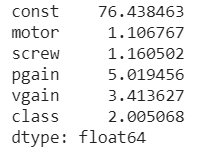 const 76.438463
motor 1.106767
screw 1.160502
pgain 5.019456
vgain 3.413627
class 2.005068
dtype: float64